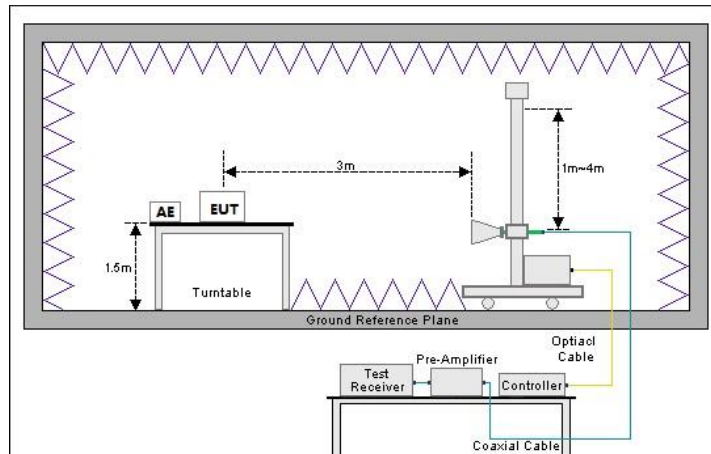 3m
1m~4m
AE
EUT
1.5m
Turntable
Ground Reference Plane
Optiacl
Cable
Pre-Amplifier
Test
Receiver
Controller
Coaxial Cable